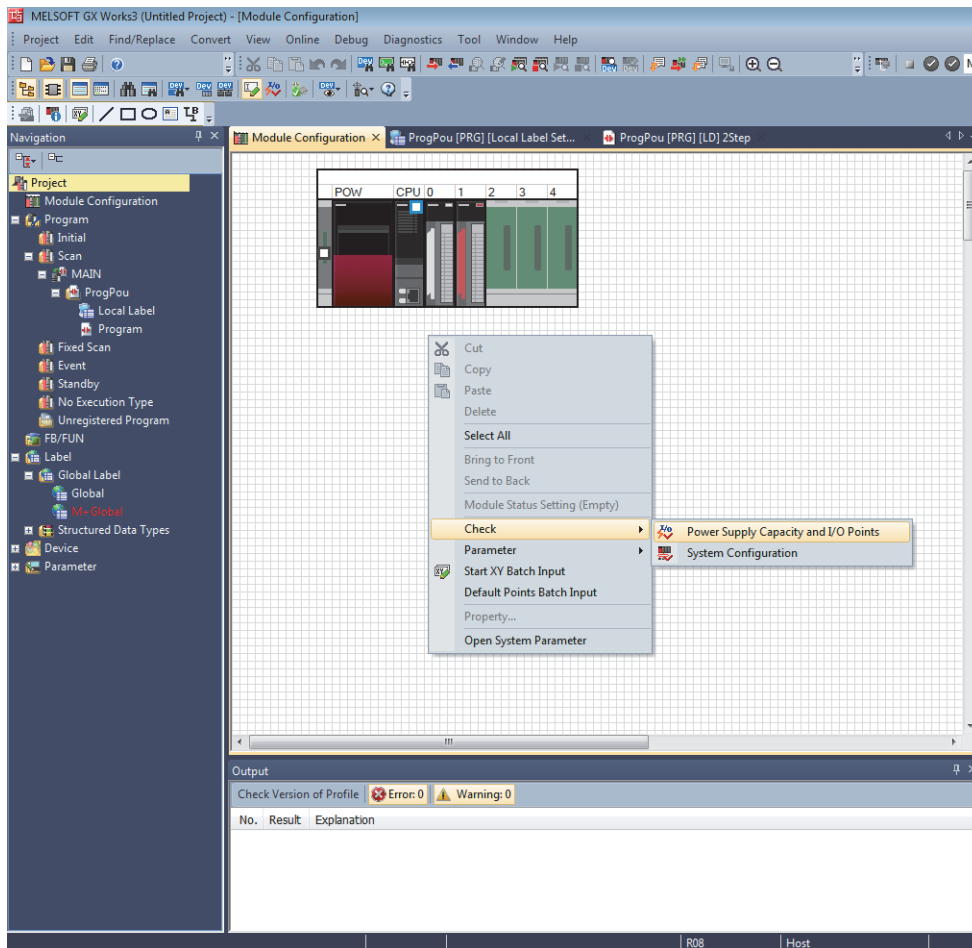 MELSOFT GX Works3 (Untitled Project) - [Module Configuration]
Project Edit Find/Replace Convert View Online Debug Diagnostics Tool Window Help
Navigation
Module Configuration
ProgPou [PRG] [Local Label Set...
ProgPou [PRG] [LD] 2Step
Project
Module Configuration
Program
Initial
Scan
MAIN
ProgPou
Local Label
Program
Fixed Scan
Event
Standby
No Execution Type
Unregistered Program
FB/FUN
Label
Global Label
Global
M+Global
Structured Data Types
Device
Parameter
POW CPU 0 1 2 3 4
Cut
Copy
Paste
Delete
Select All
Bring to Front
Send to Back
Module Status Setting (Empty)
Check
Parameter
Start XY Batch Input
Default Points Batch Input
Property...
Open System Parameter
Power Supply Capacity and I/O Points
System Configuration
Output
Check Version of Profile Error: 0 Warning: 0
No. Result Explanation
R08 Host